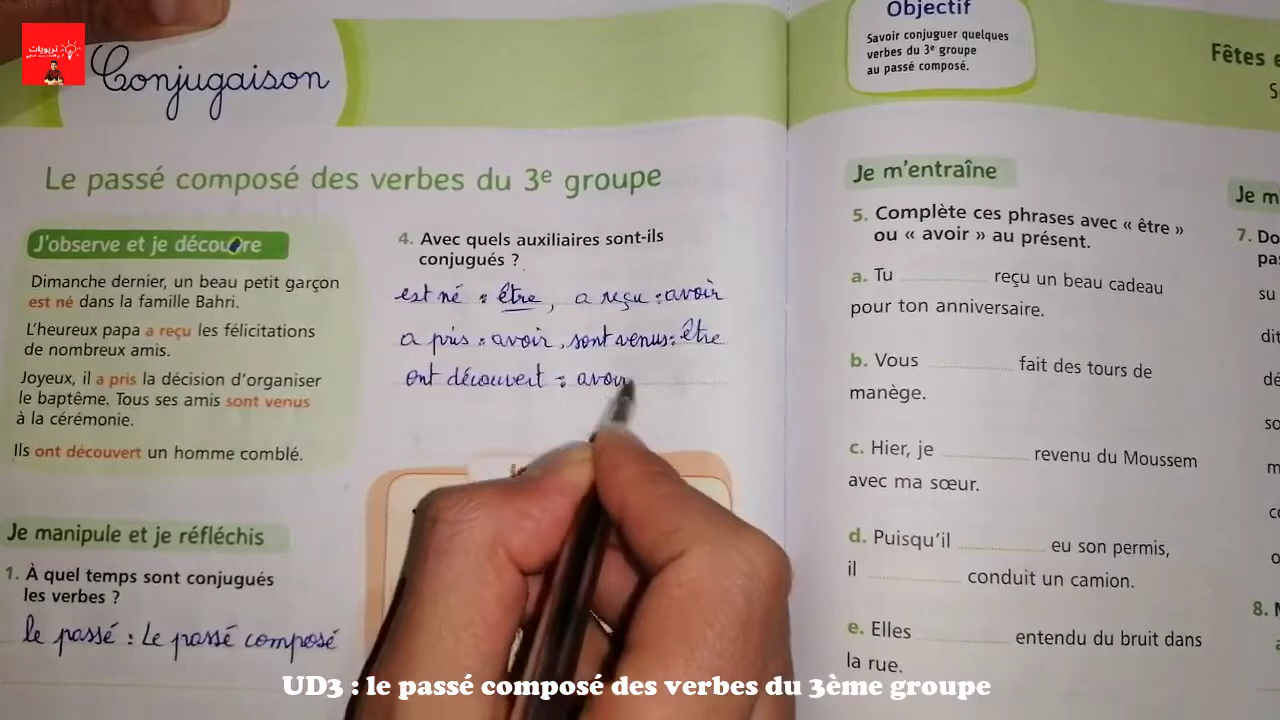 تربويات
Conjugaison
Le passé composé des verbes du 3e groupe
J'observe et je découvre
Dimanche dernier, un beau petit garçon
est né dans la famille Bahri.
L'heureux papa a reçu les félicitations
de nombreux amis.
Joyeux, il a pris la décision d'organiser
le baptême. Tous ses amis sont venus
à la cérémonie.
Ils ont découvert un homme comblé.
Je manipule et je réfléchis
1. À quel temps sont conjugués
les verbes ?
le passé : Le passé composé
4. Avec quels auxiliaires sont-ils
conjugués ?
est né : être, a reçu : avoir
a pris : avoir, sont venus : être
ont découvert : avoir
Objectif
Savoir conjuguer quelques
verbes du 3e groupe
au passé composé.
Fêtes
Je m'entraîne
5. Complète ces phrases avec « être »
ou « avoir » au présent.
a. Tu ............ reçu un beau cadeau
pour ton anniversaire.
b. Vous ............ fait des tours de
manège.
c. Hier, je ............ revenu du Moussem
avec ma sœur.
d. Puisqu'il ............ eu son permis,
il ............ conduit un camion.
e. Elles ............ entendu du bruit dans
la rue.
Je m
7. Do
pa
su
dit
dé
so
m
co
o
8.
UD3 : le passé composé des verbes du 3ème groupe